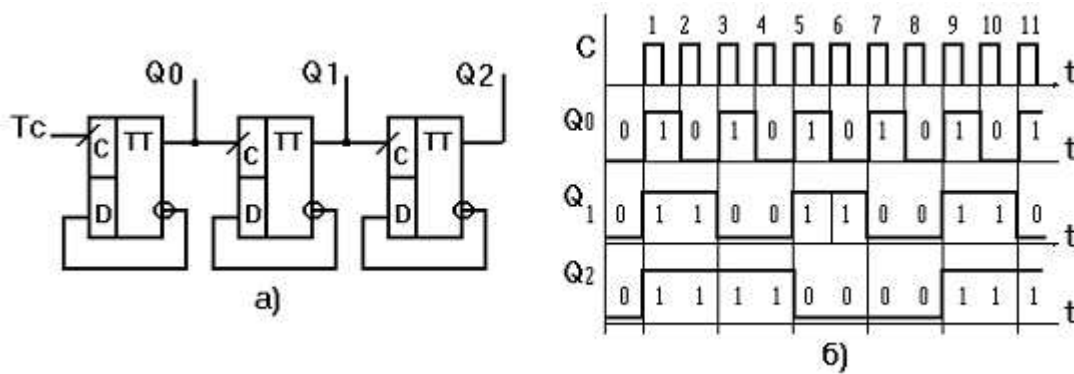 Q0 Q1 Q2
Tc C TT C TT C TT
D D D
а)
1 2 3 4 5 6 7 8 9 10 11
C t
Q0 0 1 0 1 0 1 0 1 0 1 0 1 t
Q1 0 1 1 0 0 1 1 0 0 1 1 0 t
Q2 0 1 1 1 1 0 0 0 0 1 1 1 t
б)